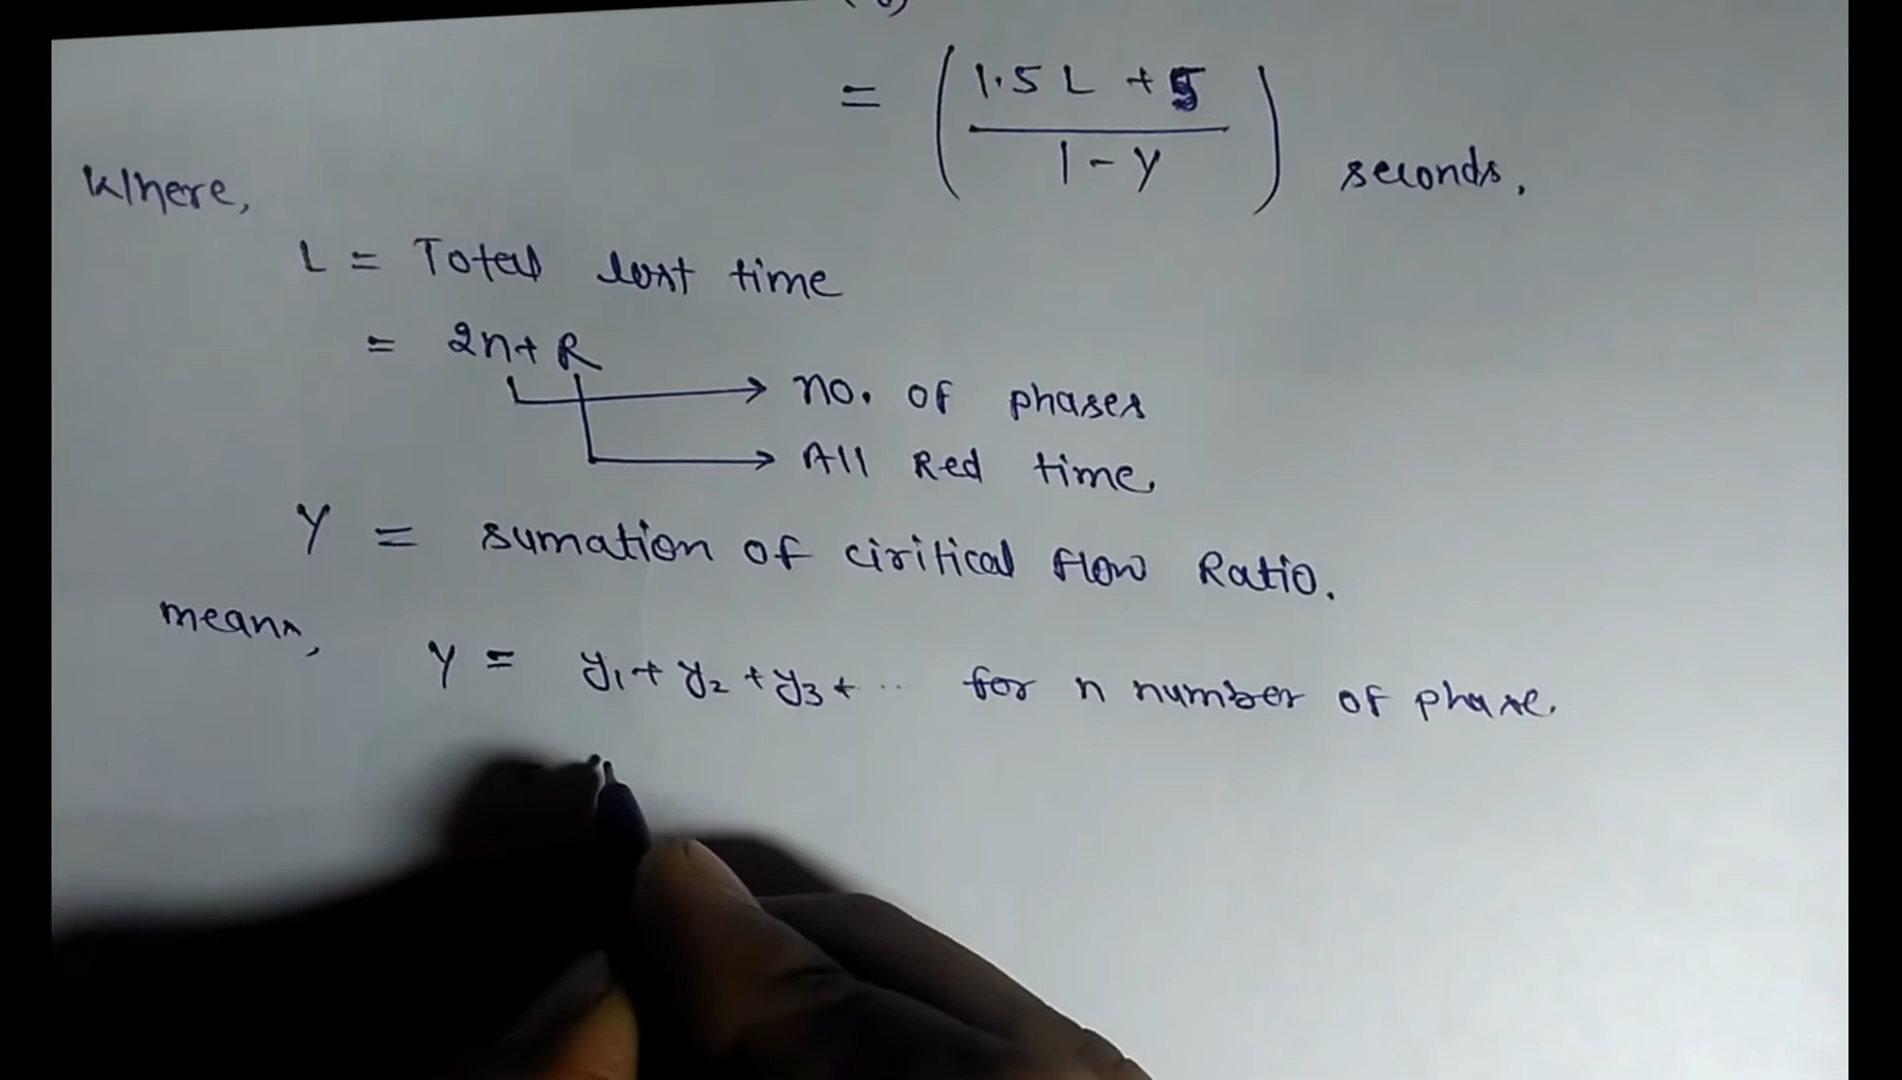 = ( 1.5 L + 5 / 1 - Y ) seconds.
Where,
L = Total lost time
= 2n + R
→ no. of phases
→ All Red time
Y = sumation of ciritical flow Ratio.
means,
Y = y₁ + y₂ + y₃ + ... for n number of phase.